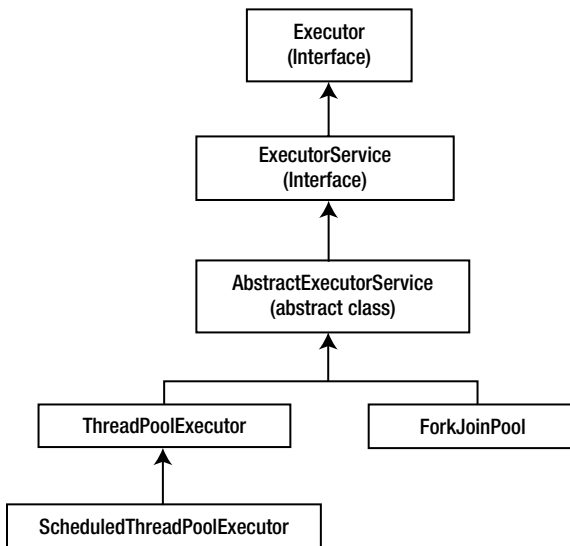 Executor
(Interface)
ExecutorService
(Interface)
AbstractExecutorService
(abstract class)
ThreadPoolExecutor
ForkJoinPool
ScheduledThreadPoolExecutor